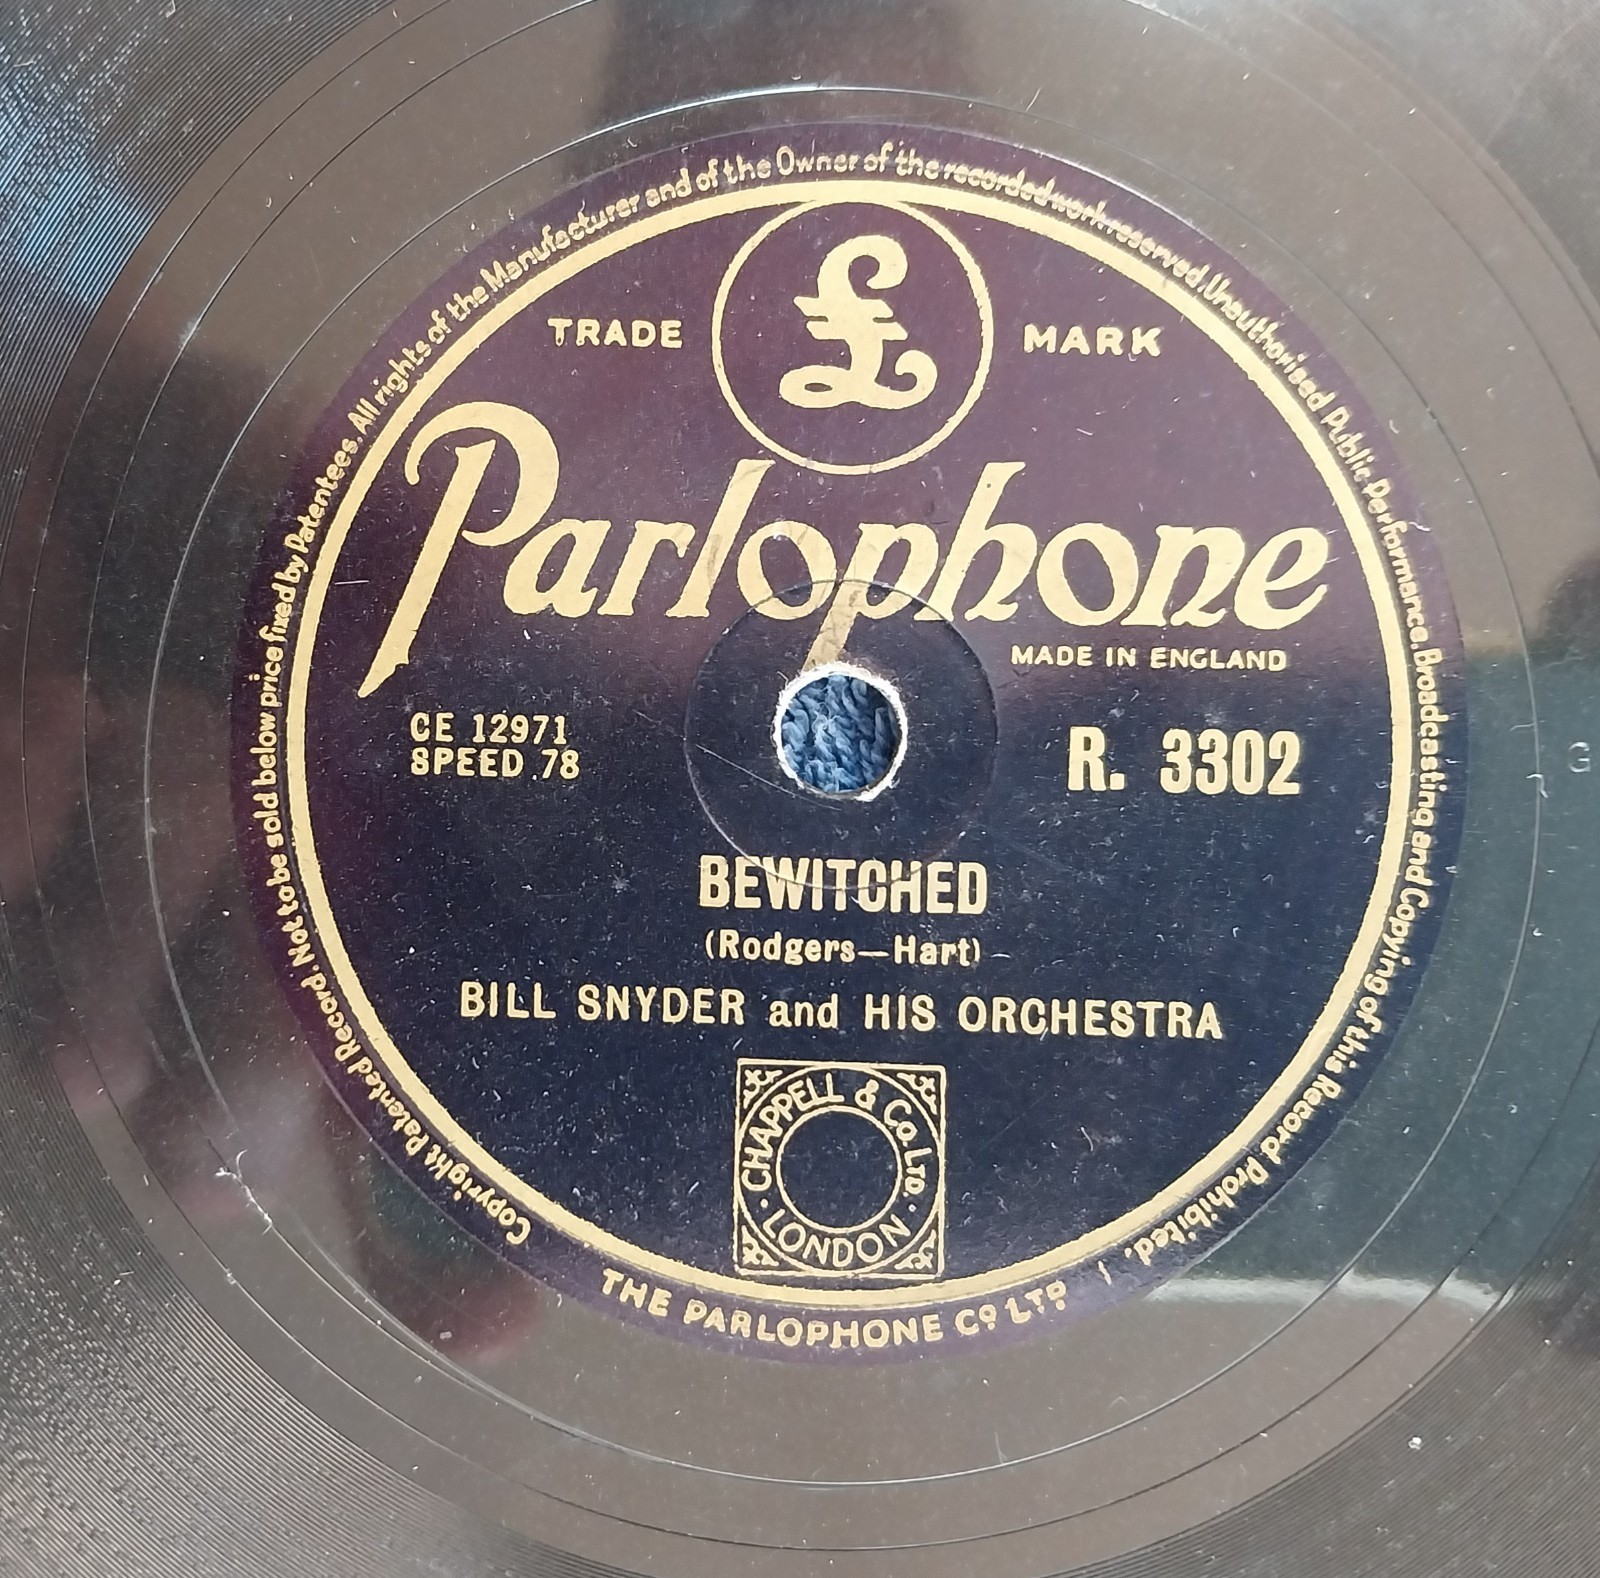 Copyright Patented Record. Not to be sold below price fixed by Patentees. All rights of the Manufacturer and of the Owner of the recorded work reserved. Unauthorised Public Performance. Broadcasting and Copying of this Record Prohibited.
£
TRADE MARK
Parlophone
MADE IN ENGLAND
CE 12971
SPEED 78
R. 3302
BEWITCHED
(Rodgers—Hart)
BILL SNYDER and HIS ORCHESTRA
CHAPPELL & Co. LTD.
· LONDON ·
THE PARLOPHONE Co LTD
G